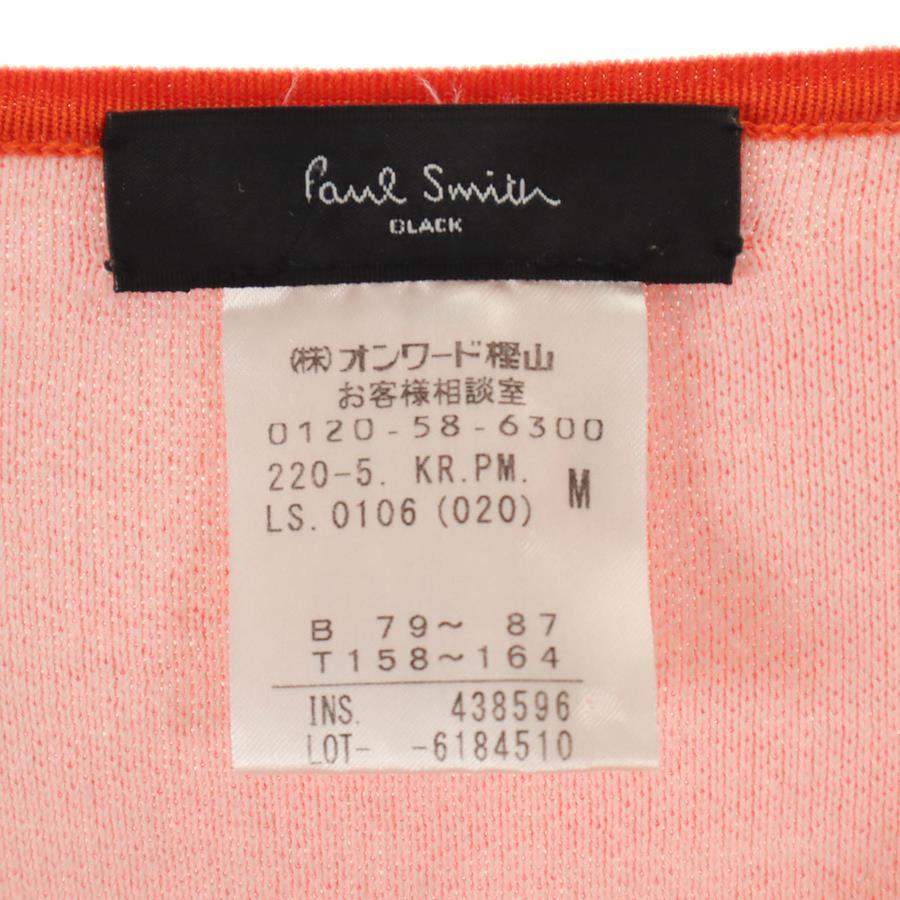 Paul Smith
BLACK
(株)オンワード樫山
お客様相談室
0120-58-6300
220-5. KR.PM.
M
LS.0106(020)
B 79～ 87
T158～164
INS. 438596
LOT- -6184510